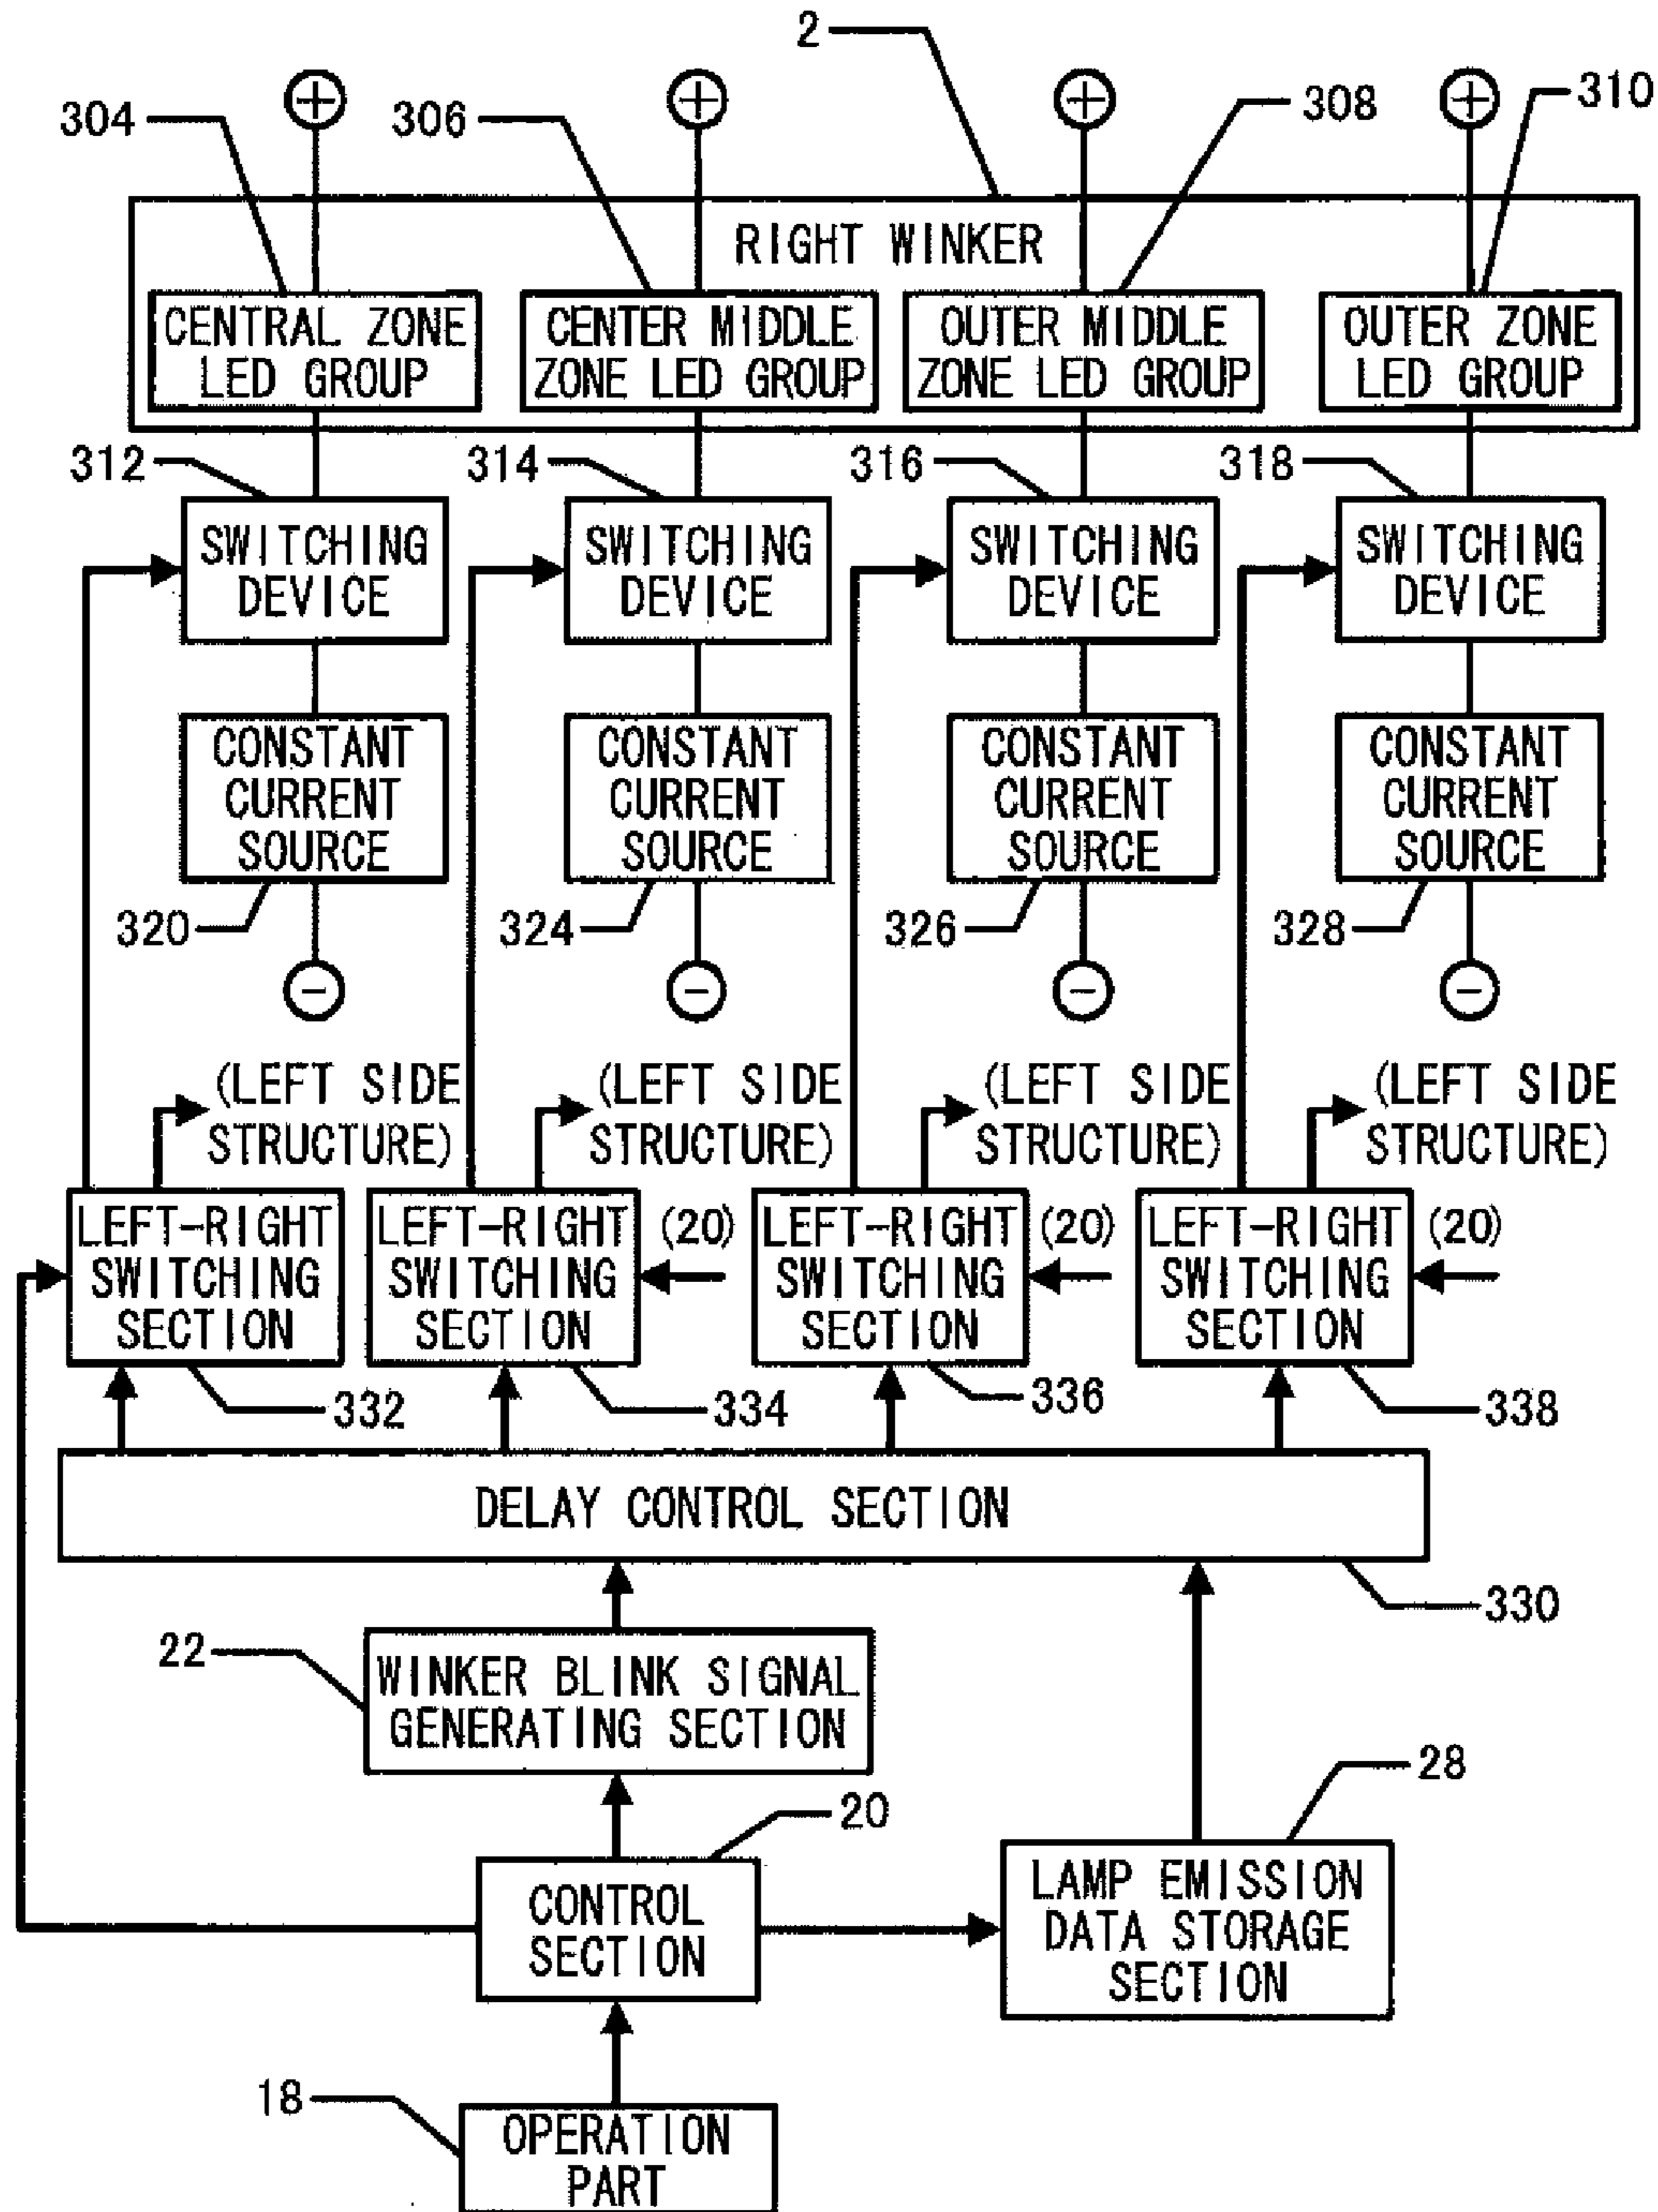 2
304
306
308
310
RIGHT WINKER
CENTRAL ZONE
LED GROUP
CENTER MIDDLE
ZONE LED GROUP
OUTER MIDDLE
ZONE LED GROUP
OUTER ZONE
LED GROUP
312
314
316
318
SWITCHING
DEVICE
SWITCHING
DEVICE
SWITCHING
DEVICE
SWITCHING
DEVICE
CONSTANT
CURRENT
SOURCE
CONSTANT
CURRENT
SOURCE
CONSTANT
CURRENT
SOURCE
CONSTANT
CURRENT
SOURCE
320
324
326
328
(LEFT SIDE
STRUCTURE)
(LEFT SIDE
STRUCTURE)
(LEFT SIDE
STRUCTURE)
(LEFT SIDE
STRUCTURE)
LEFT-RIGHT
SWITCHING
SECTION
LEFT-RIGHT
SWITCHING
SECTION
(20)
LEFT-RIGHT
SWITCHING
SECTION
(20)
LEFT-RIGHT
SWITCHING
SECTION
(20)
332
334
336
338
DELAY CONTROL SECTION
330
22
WINKER BLINK SIGNAL
GENERATING SECTION
28
20
CONTROL
SECTION
LAMP EMISSION
DATA STORAGE
SECTION
18
OPERATION
PART